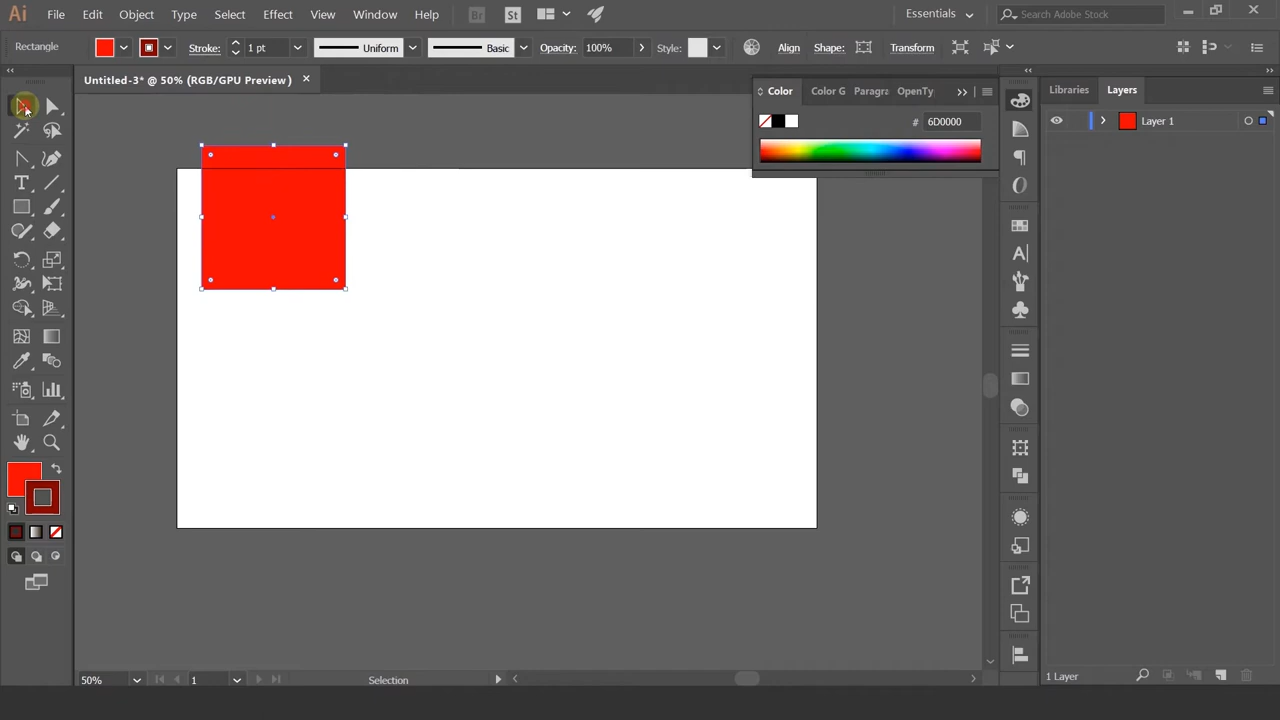 Ai File Edit Object Type Select Effect View Window Help Br St Essentials Search Adobe Stock
Rectangle Stroke: 1 pt Uniform Basic Opacity: 100% Style: Align Shape: Transform
Untitled-3* @ 50% (RGB/GPU Preview)
Color Color G Paragra OpenTy
Libraries Layers
# 6D0000
Layer 1
50% 1 Selection
1 Layer